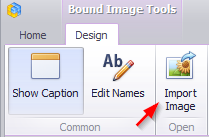 Bound Image Tools
Home Design
Show Caption
Ab
Edit Names
Import
Image
Common
Open